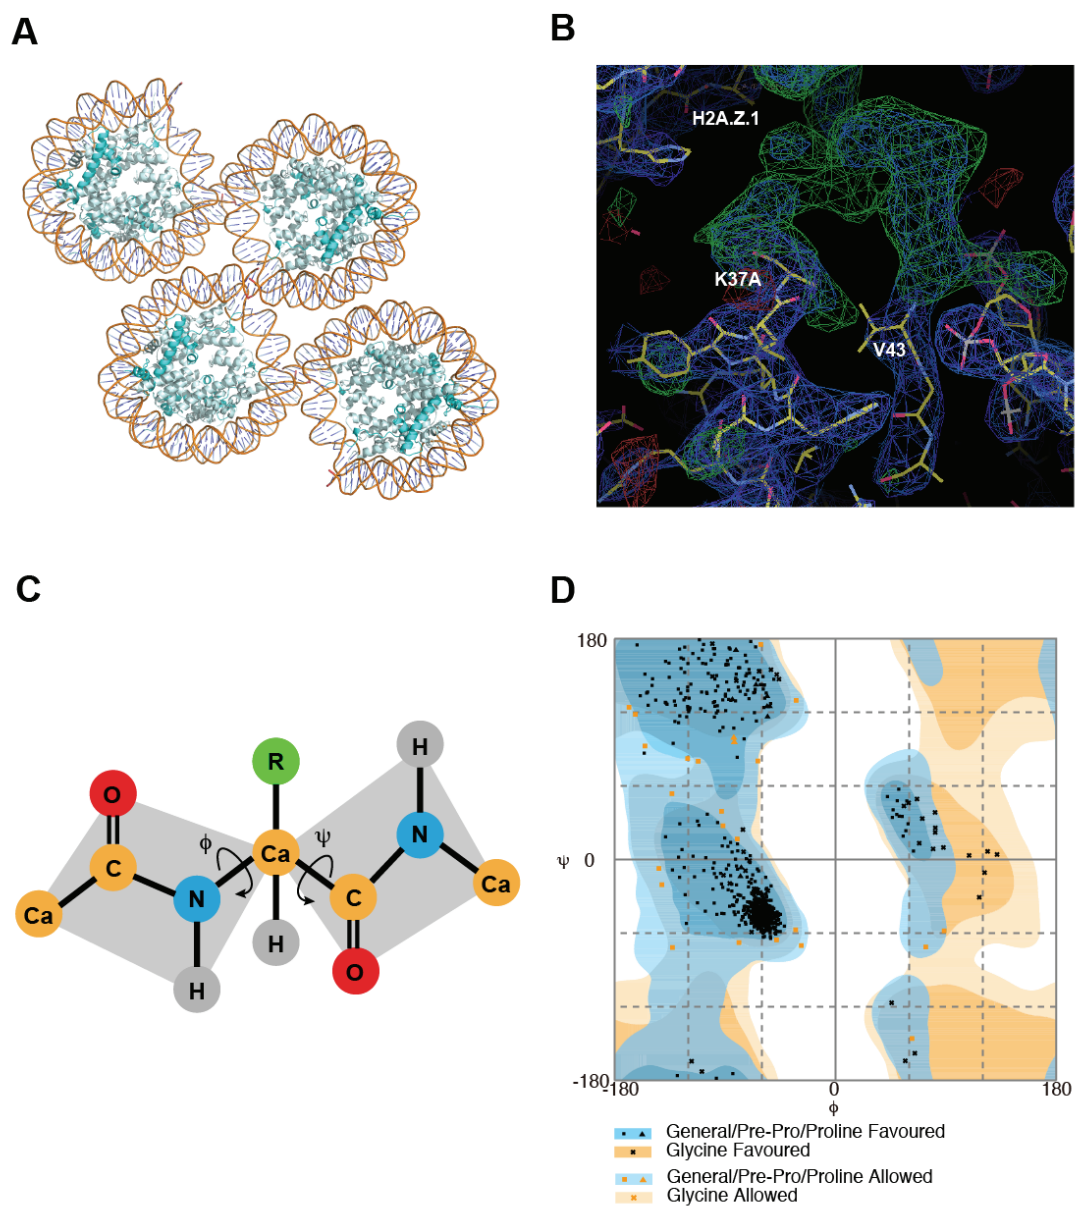 A
B
H2A.Z.1
K37A
V43
C
D
O
C
Ca
N
H
R
Ca
H
ϕ
ψ
H
N
Ca
C
O
180
ψ
0
-180
-180
0
180
ϕ
General/Pre-Pro/Proline Favoured
Glycine Favoured
General/Pre-Pro/Proline Allowed
Glycine Allowed